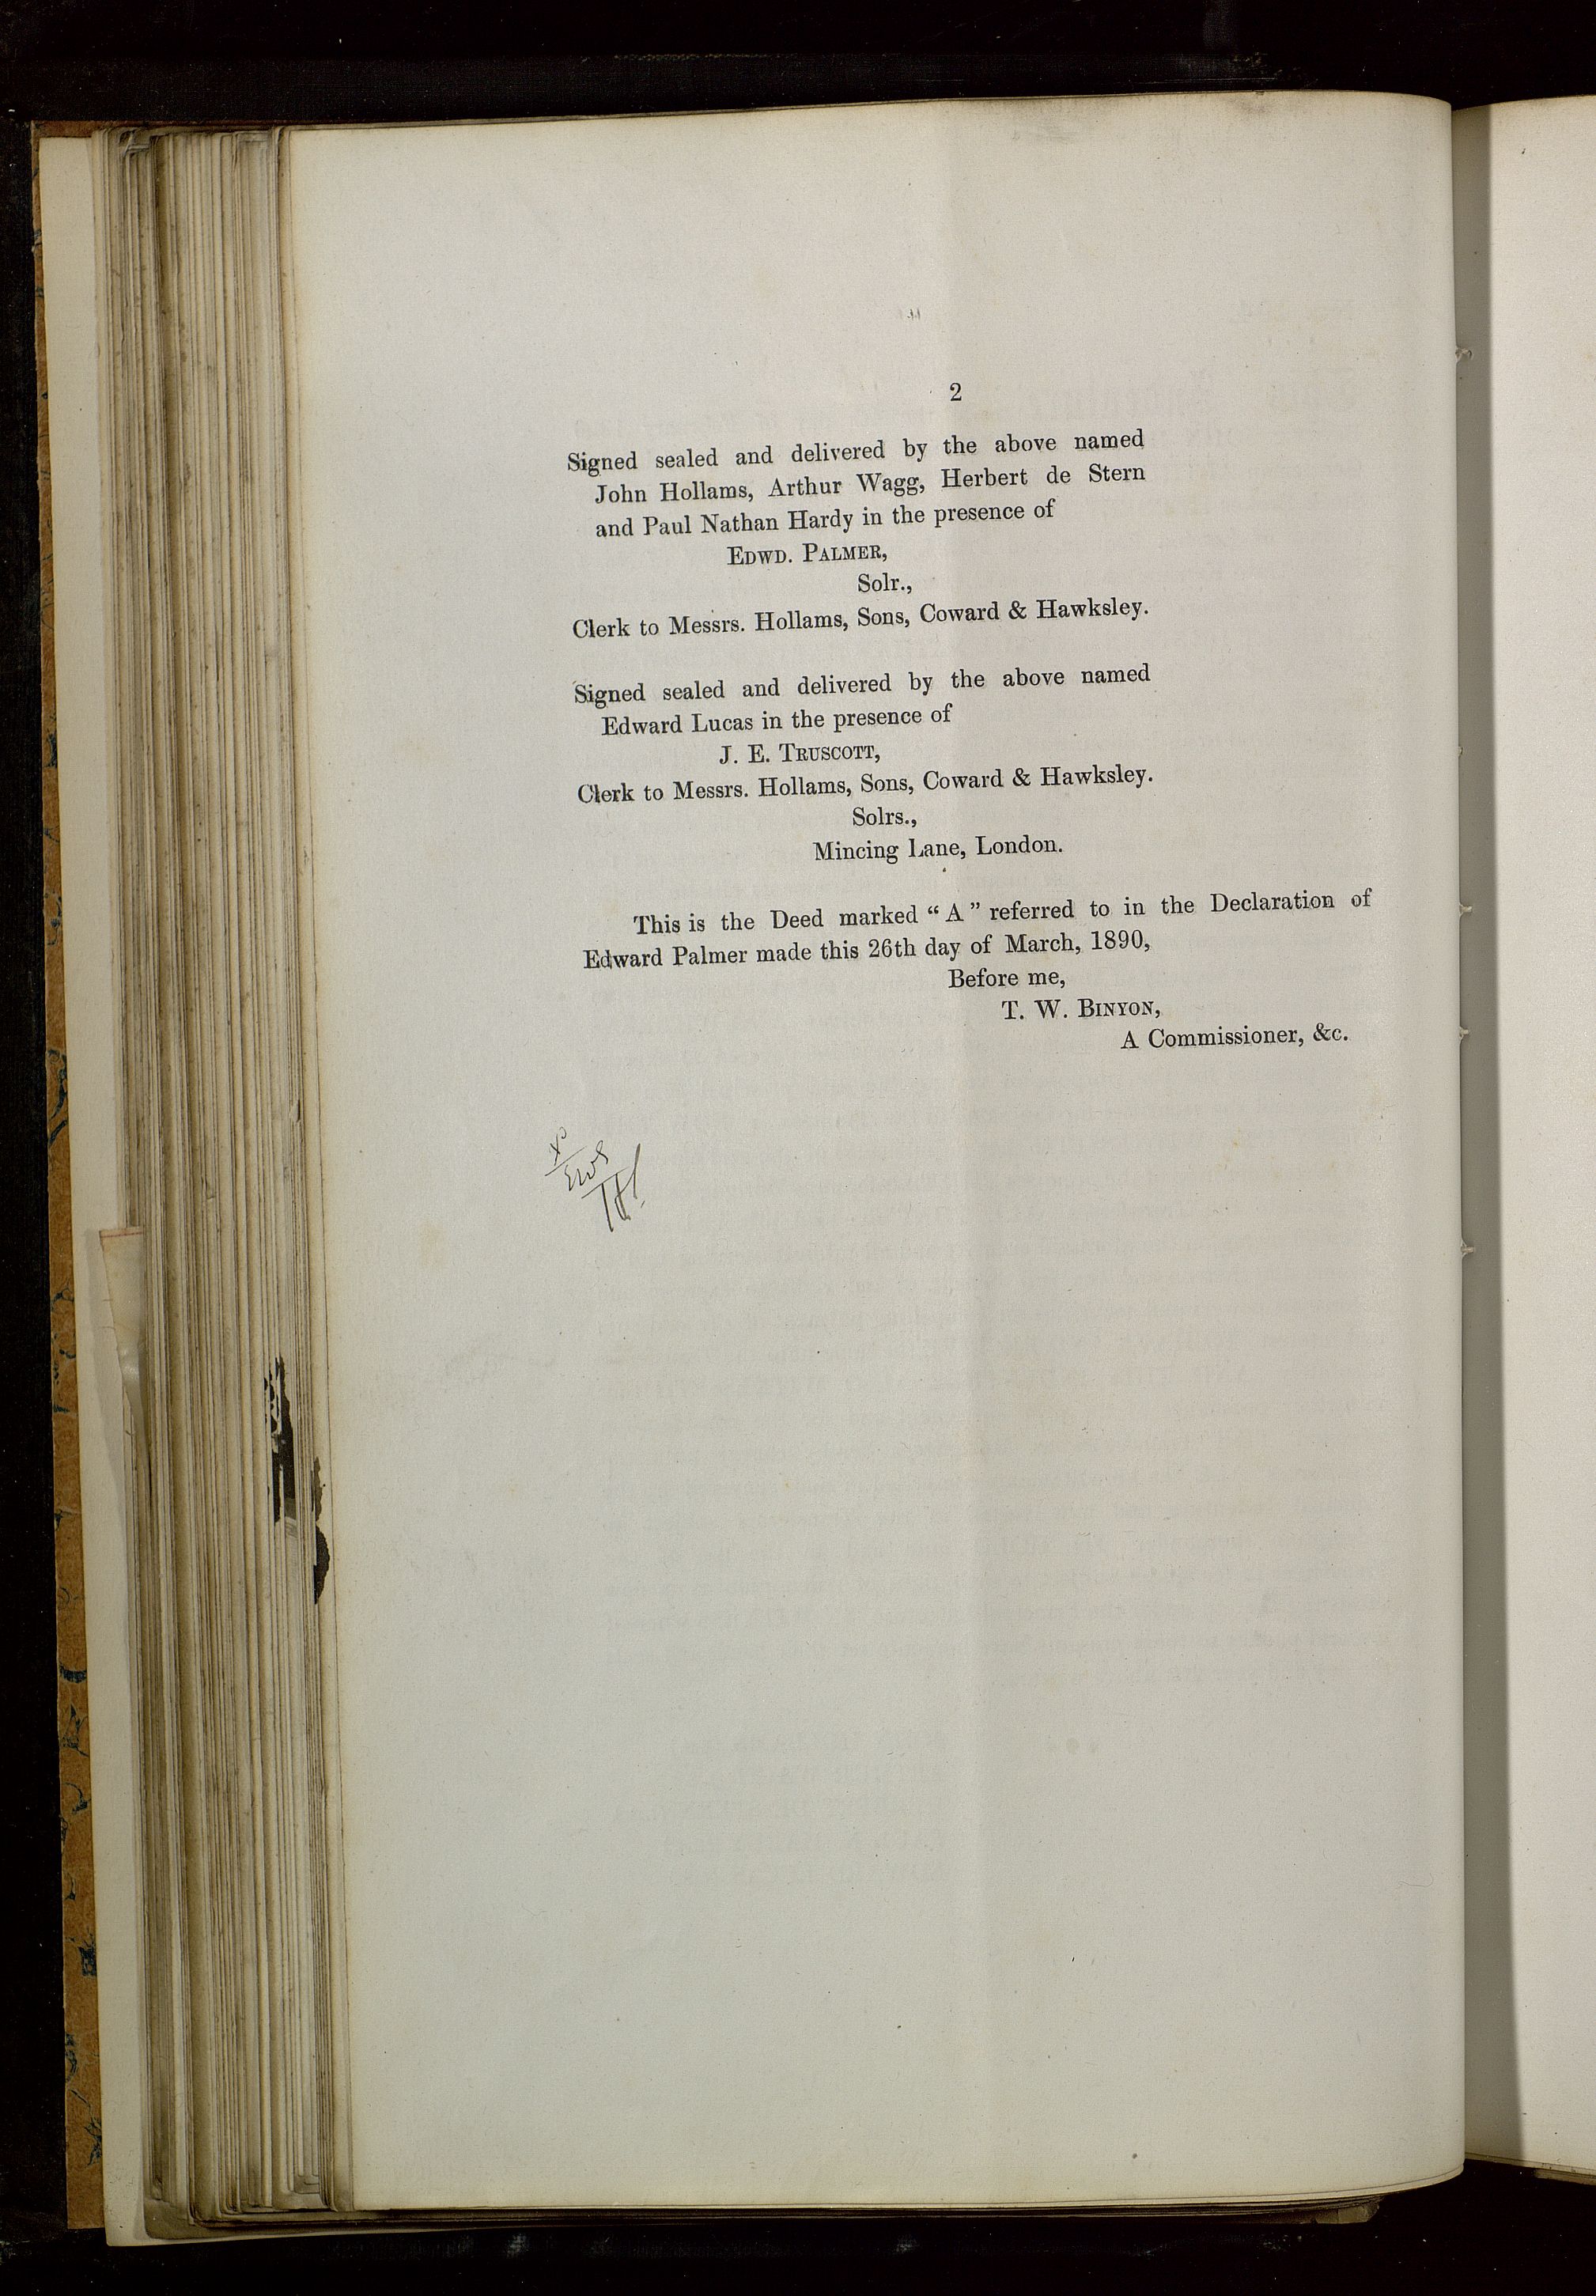 2
Signed sealed and delivered by the above named
John Hollams, Arthur Wagg, Herbert de Stern
and Paul Nathan Hardy in the presence of
EDWD. PALMER,
Solr.,
Clerk to Messrs. Hollams, Sons, Coward & Hawksley.
Signed sealed and delivered by the above named
Edward Lucas in the presence of
J. E. TRUSCOTT,
Clerk to Messrs. Hollams, Sons, Coward & Hawksley.
Solrs.,
Mincing Lane, London.
This is the Deed marked “A” referred to in the Declaration of
Edward Palmer made this 26th day of March, 1890,
Before me,
T. W. BINYON,
A Commissioner, &c.